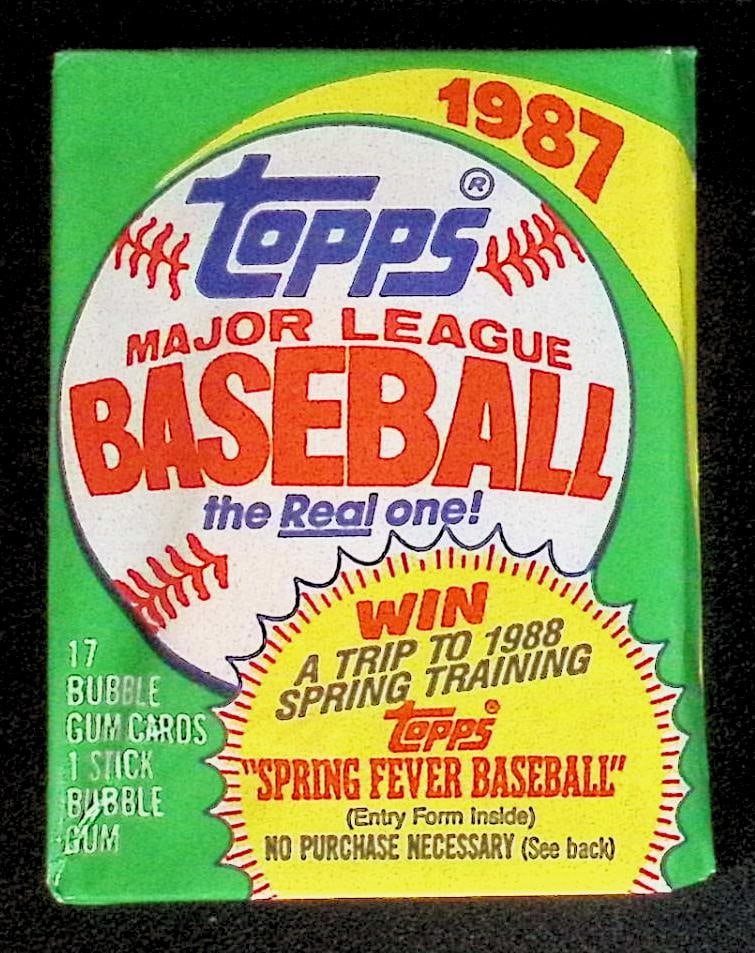 1987
Topps®
MAJOR LEAGUE
BASEBALL
the Real one!
17
BUBBLE
GUM CARDS
1 STICK
BUBBLE
GUM
WIN
A TRIP TO 1988
SPRING TRAINING
Topps®
"SPRING FEVER BASEBALL"
(Entry Form Inside)
NO PURCHASE NECESSARY (See back)